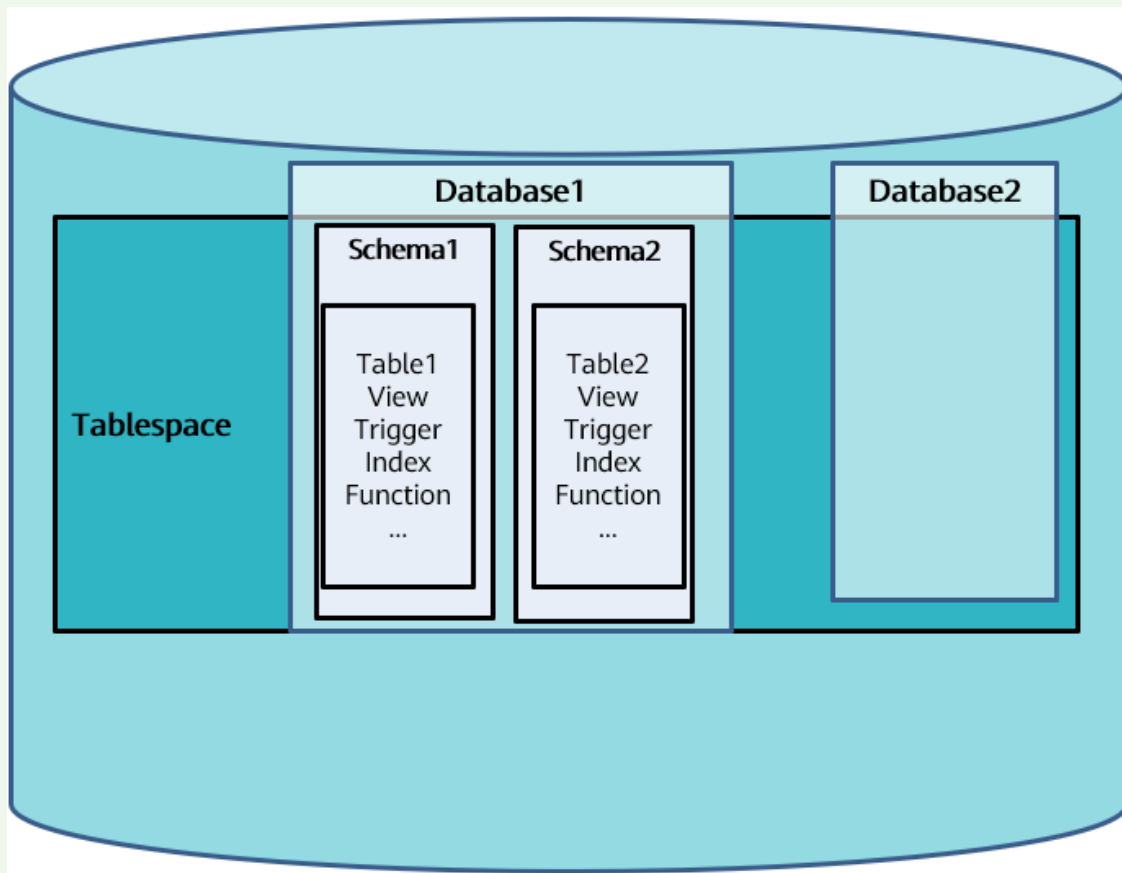 Database1
Database2
Schema1
Schema2
Table1
View
Trigger
Index
Function
...
Table2
View
Trigger
Index
Function
...
Tablespace